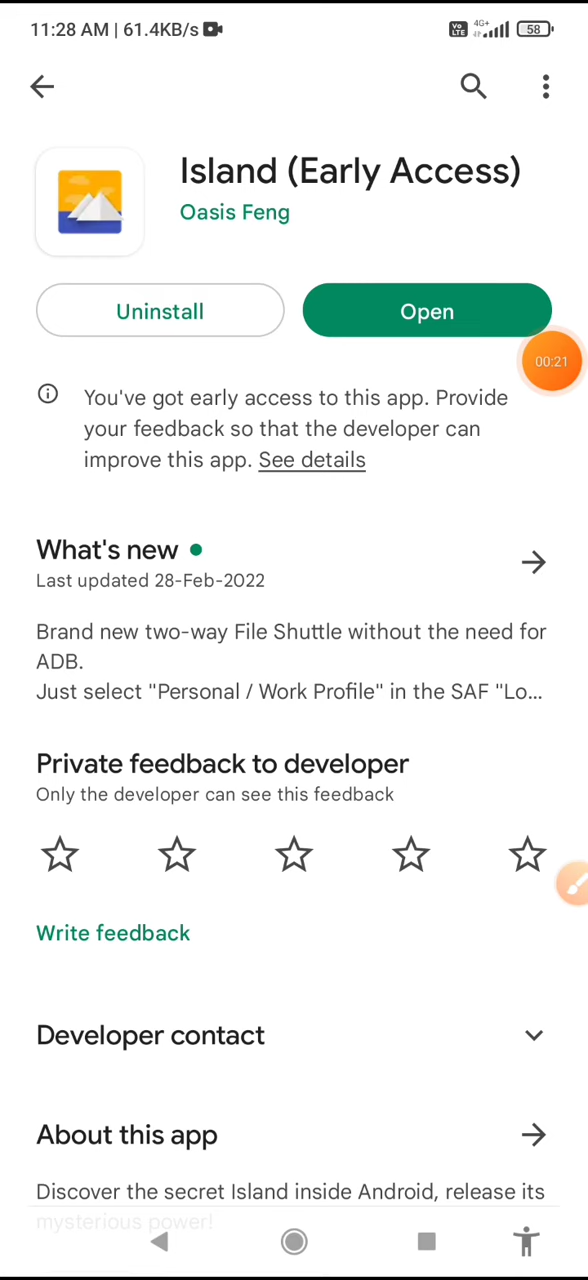 11:28 AM | 61.4KB/s
Vo LTE 4G+ 58
Island (Early Access)
Oasis Feng
Uninstall
Open
00:21
You've got early access to this app. Provide
your feedback so that the developer can
improve this app. See details
What's new
Last updated 28-Feb-2022
Brand new two-way File Shuttle without the need for
ADB.
Just select "Personal / Work Profile" in the SAF "Lo...
Private feedback to developer
Only the developer can see this feedback
Write feedback
Developer contact
About this app
Discover the secret Island inside Android, release its
mysterious power!